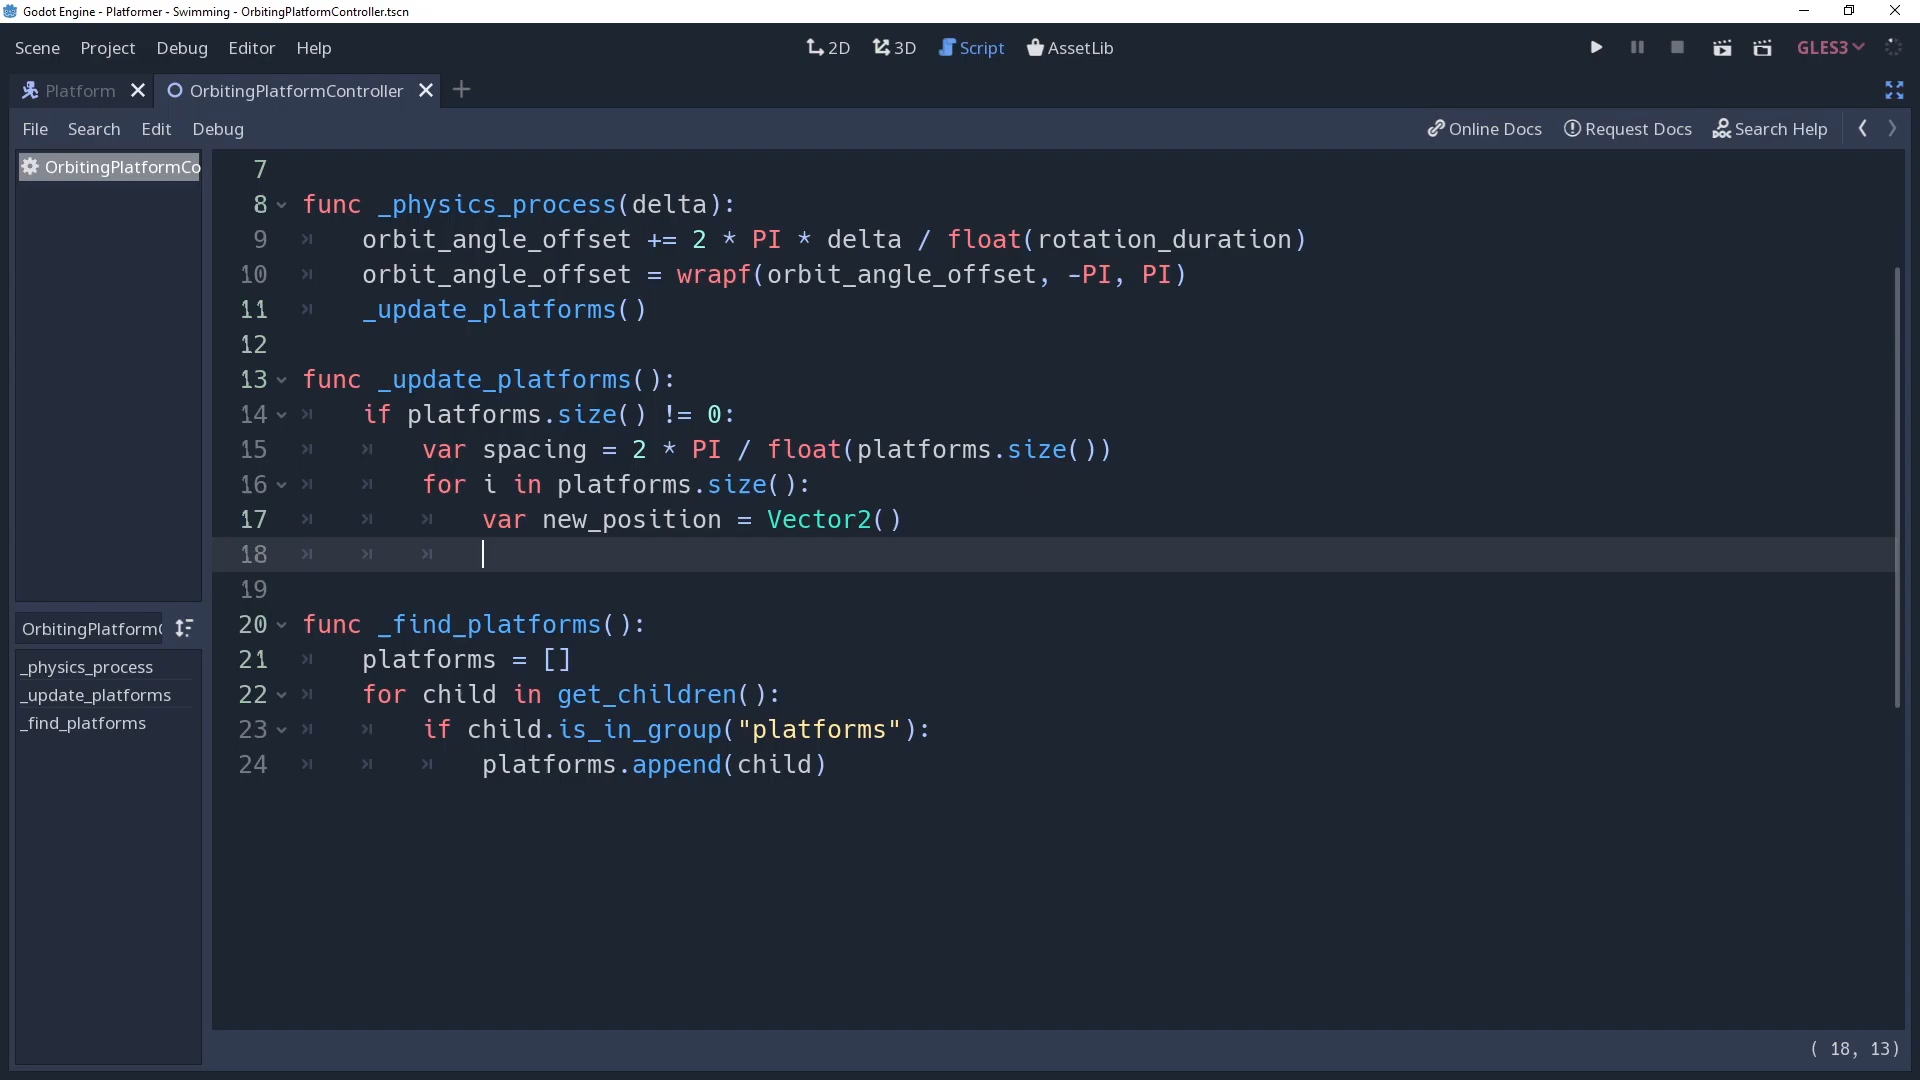 Godot Engine - Platformer - Swimming - OrbitingPlatformController.tscn
Scene Project Debug Editor Help
2D 3D Script AssetLib
GLES3
Platform
OrbitingPlatformController
File Search Edit Debug
Online Docs Request Docs Search Help
OrbitingPlatformCo
7
8 func _physics_process(delta):
9 orbit_angle_offset += 2 * PI * delta / float(rotation_duration)
10 orbit_angle_offset = wrapf(orbit_angle_offset, -PI, PI)
11 _update_platforms()
12
13 func _update_platforms():
14 if platforms.size() != 0:
15 var spacing = 2 * PI / float(platforms.size())
16 for i in platforms.size():
17 var new_position = Vector2()
18
19
20 func _find_platforms():
21 platforms = []
22 for child in get_children():
23 if child.is_in_group("platforms"):
24 platforms.append(child)
OrbitingPlatformC
_physics_process
_update_platforms
_find_platforms
( 18, 13)